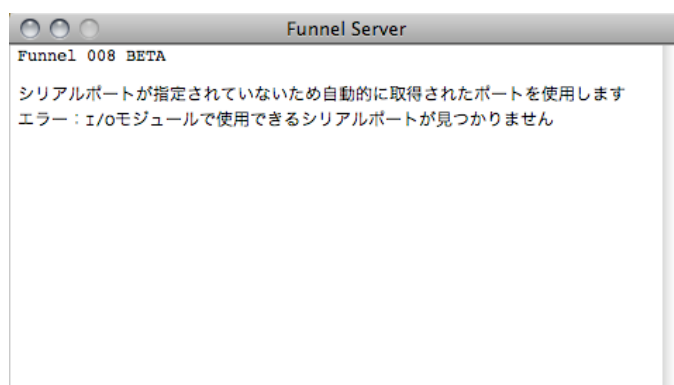 Funnel Server
Funnel 008 BETA
シリアルポートが指定されていないため自動的に取得されたポートを使用します
エラー：I/Oモジュールで使用できるシリアルポートが見つかりません